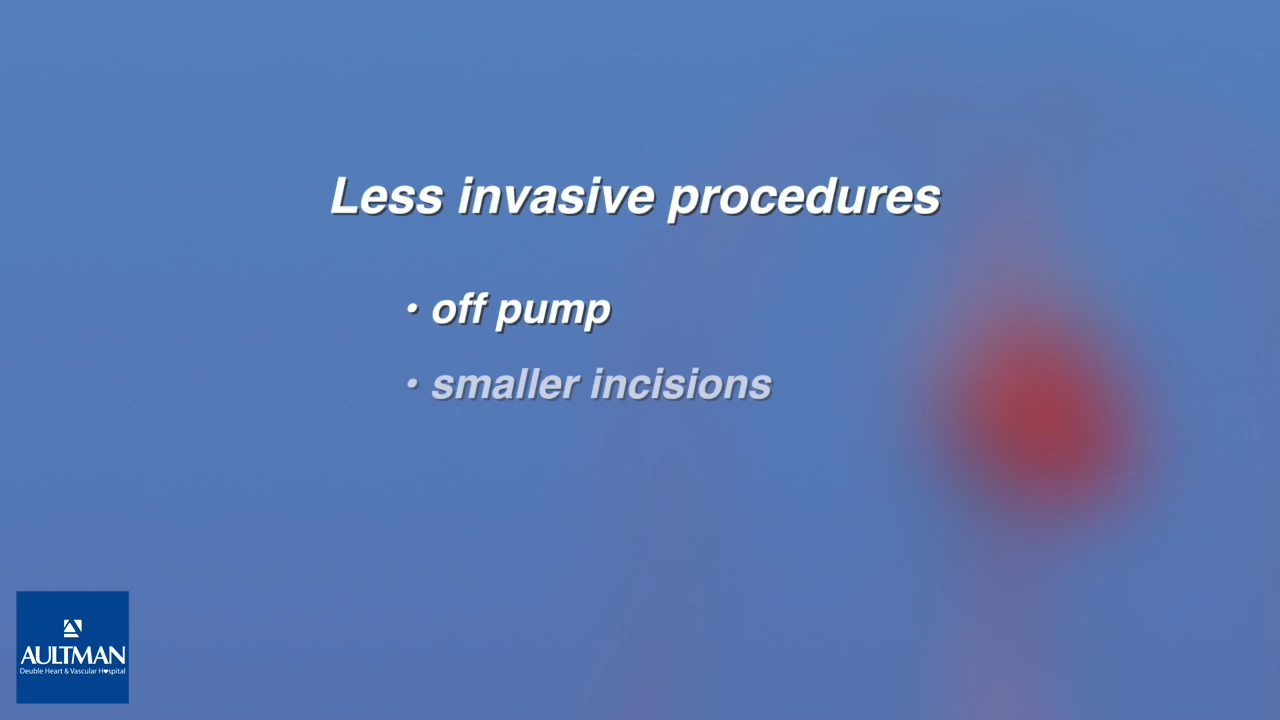 Less invasive procedures
• off pump
• smaller incisions
AULTMAN
Deuble Heart & Vascular Hospital